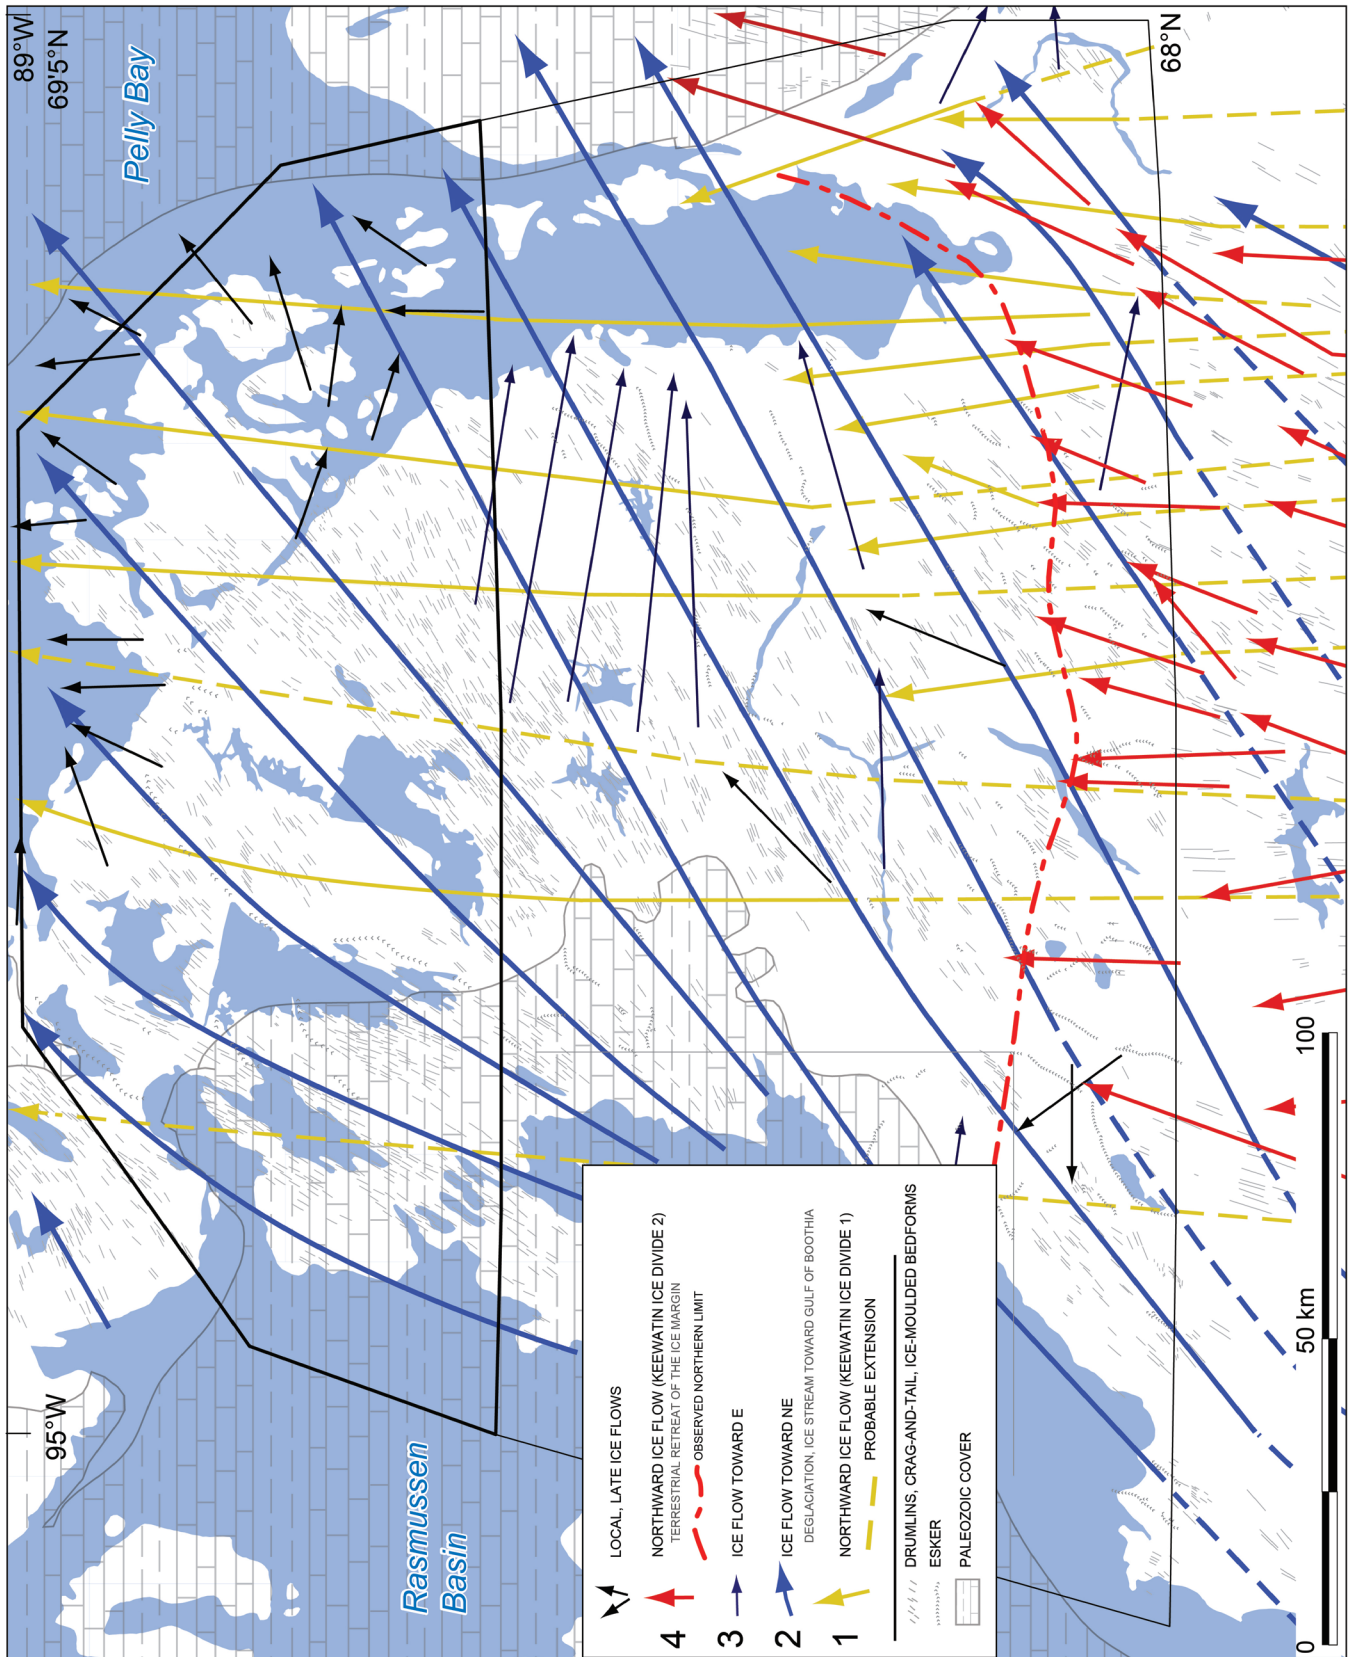 89°W
69'5°N
Pelly Bay
68°N
95°W
Rasmussen
Basin
LOCAL, LATE ICE FLOWS
4 NORTHWARD ICE FLOW (KEEWATIN ICE DIVIDE 2)
TERRESTRIAL RETREAT OF THE ICE MARGIN
OBSERVED NORTHERN LIMIT
3 ICE FLOW TOWARD E
2 ICE FLOW TOWARD NE
DEGLACIATION, ICE STREAM TOWARD GULF OF BOOTHIA
1 NORTHWARD ICE FLOW (KEEWATIN ICE DIVIDE 1)
PROBABLE EXTENSION
DRUMLINS, CRAG-AND-TAIL, ICE-MOULDED BEDFORMS
ESKER
PALEOZOIC COVER
0 50 km 100